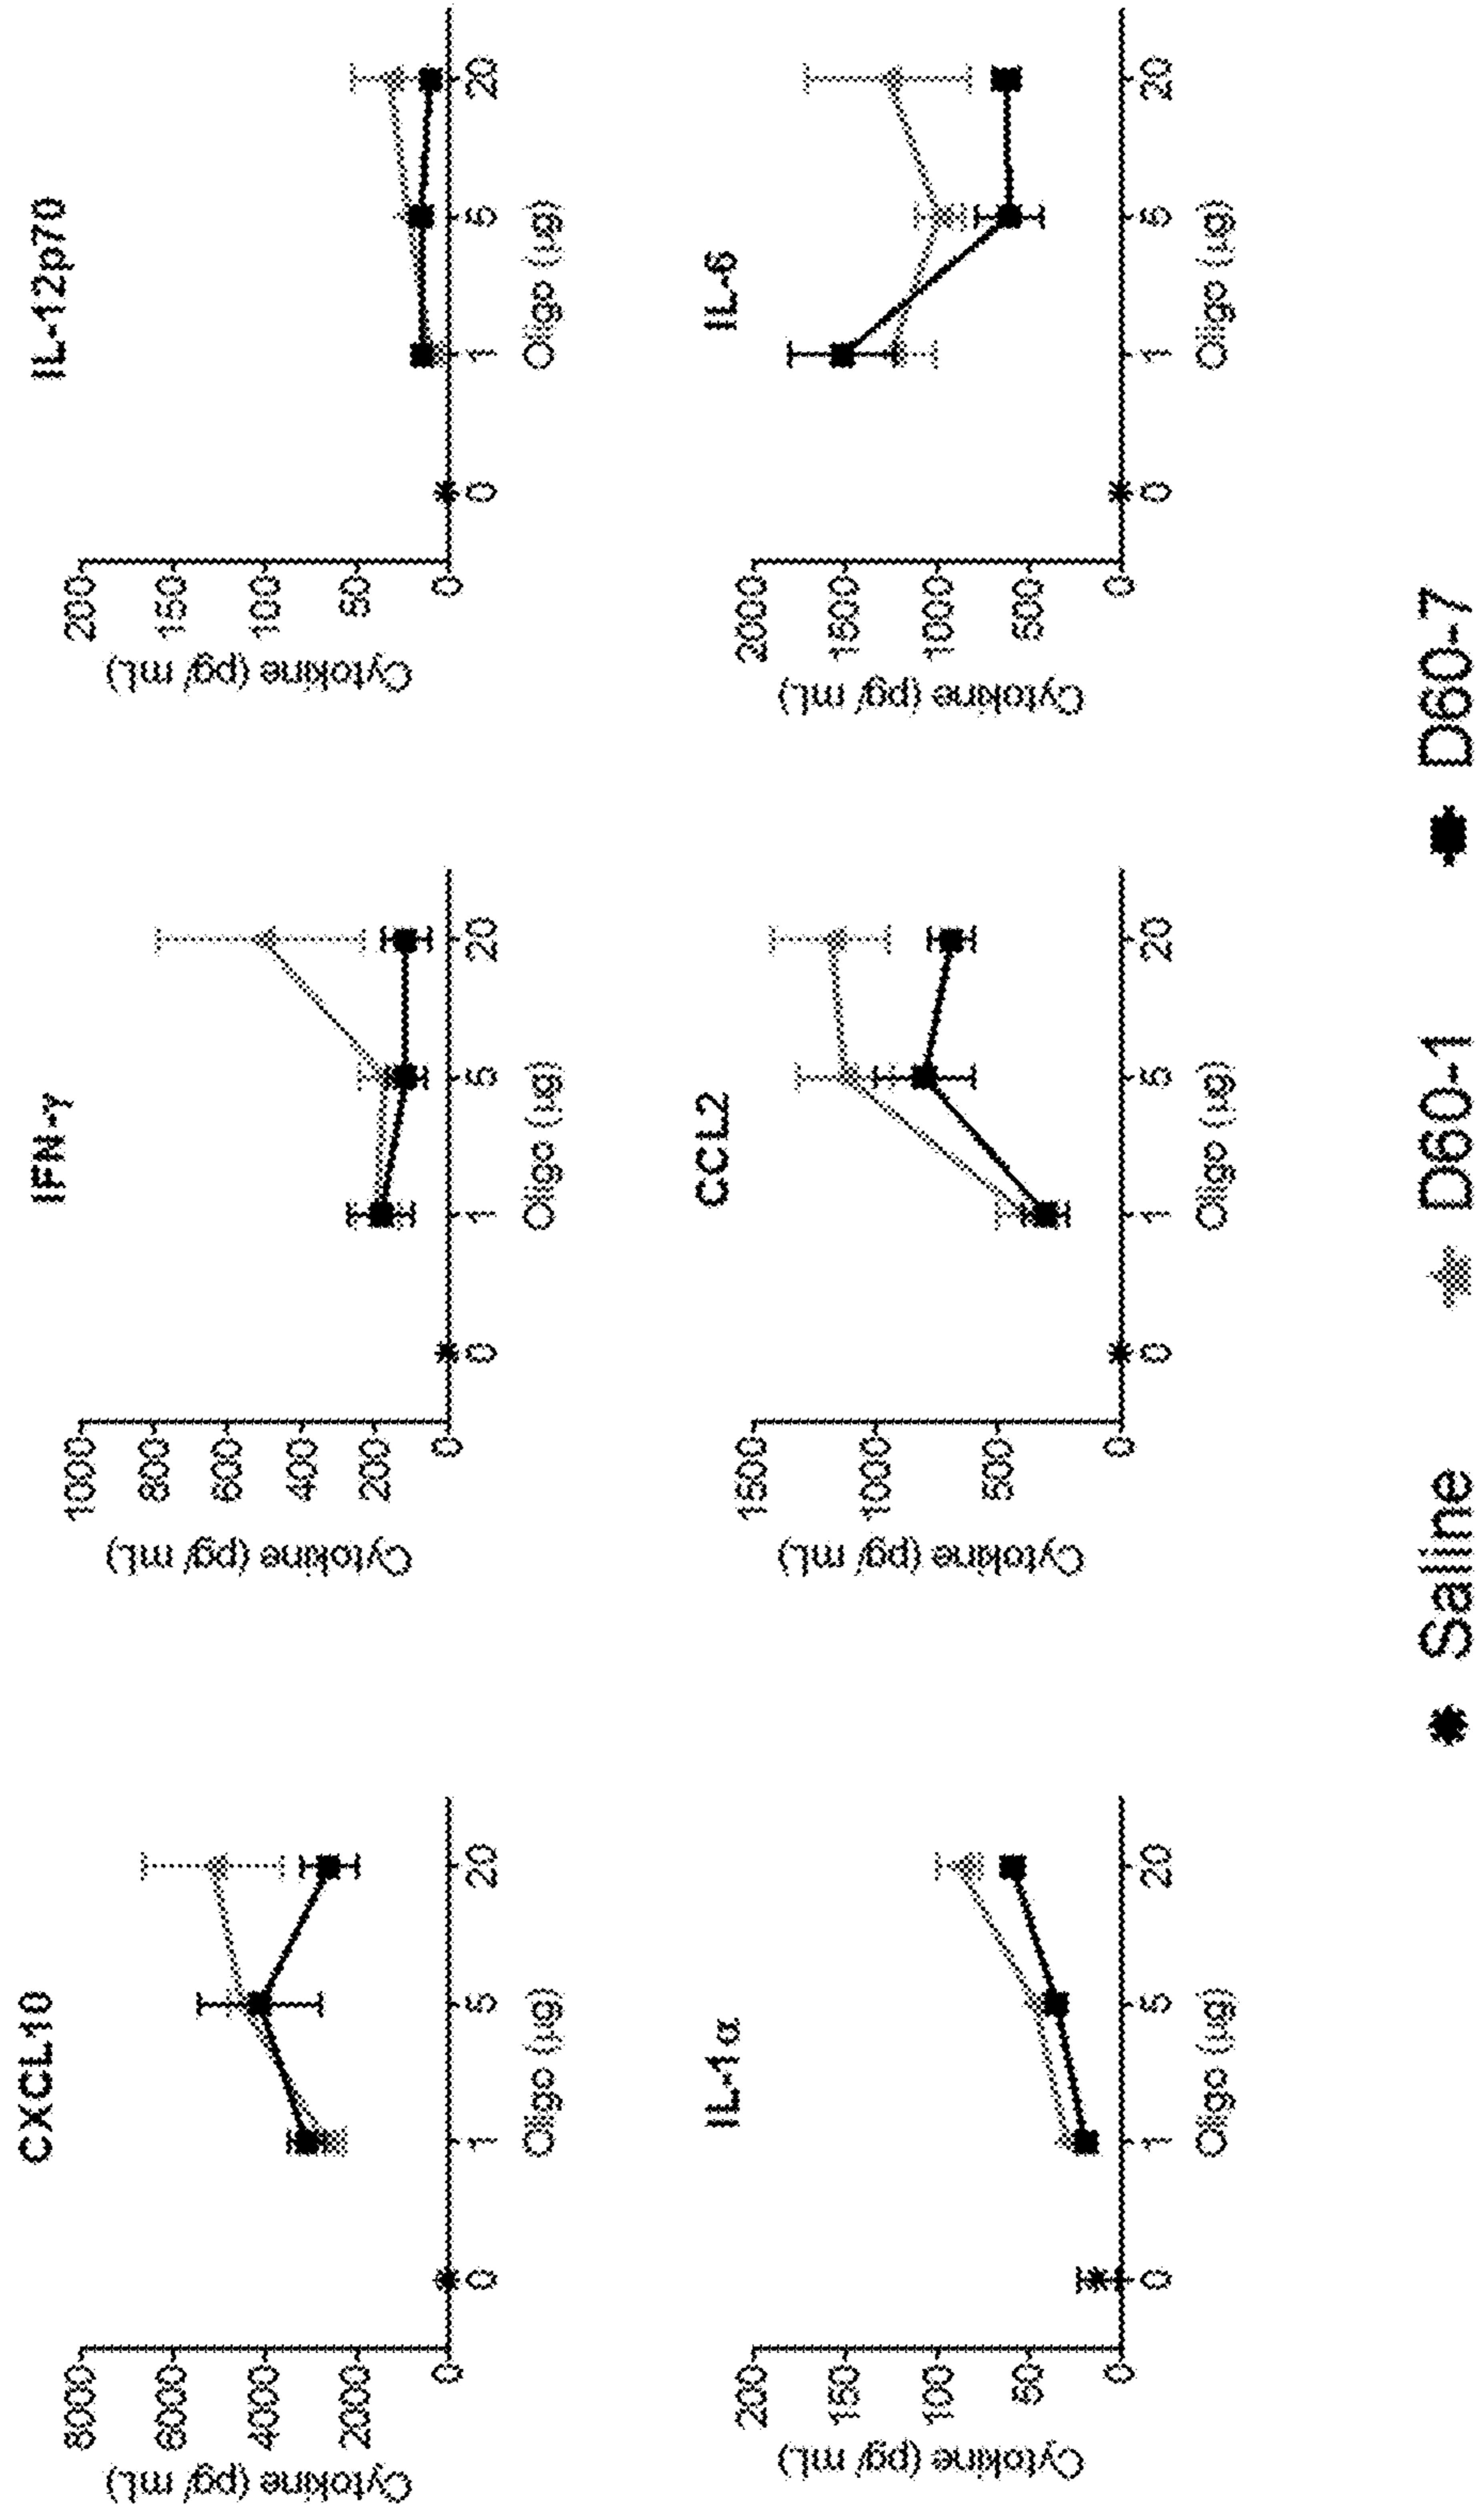 CXCL10
IFN-γ
IL-12p70
Cytokine (pg/mL)
8000
6000
4000
2000
0
0 1 5 20
Oligo (µg)
Cytokine (pg/mL)
1000
800
600
400
200
0
0 1 5 20
Oligo (µg)
Cytokine (pg/mL)
200
150
100
50
0
0 1 5 20
Oligo (µg)
IL-1α
CCL2
IL-6
Cytokine (pg/mL)
200
150
100
50
0
0 1 5 20
Oligo (µg)
Cytokine (pg/mL)
1500
1000
500
0
0 1 5 20
Oligo (µg)
Cytokine (pg/mL)
2000
1500
1000
500
0
0 1 5 20
Oligo (µg)
Saline D60-1 D60-7